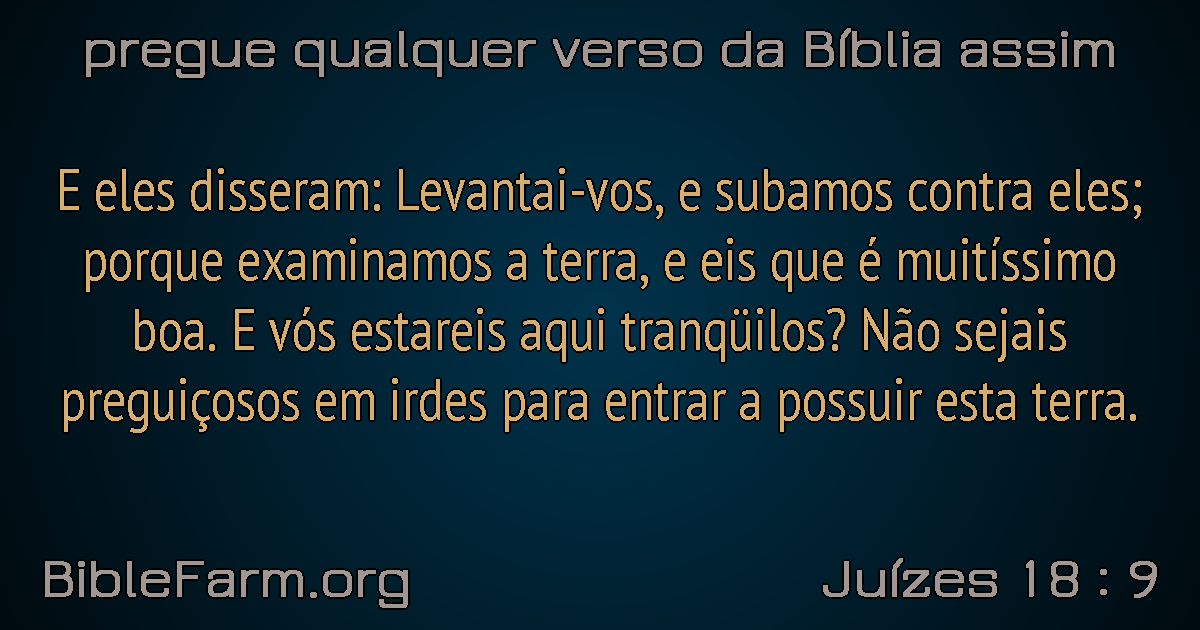 pregue qualquer verso da Bíblia assim
E eles disseram: Levantai-vos, e subamos contra eles;
porque examinamos a terra, e eis que é muitíssimo
boa. E vós estareis aqui tranqüilos? Não sejais
preguiçosos em irdes para entrar a possuir esta terra.
BibleFarm.org
Juízes 18 : 9